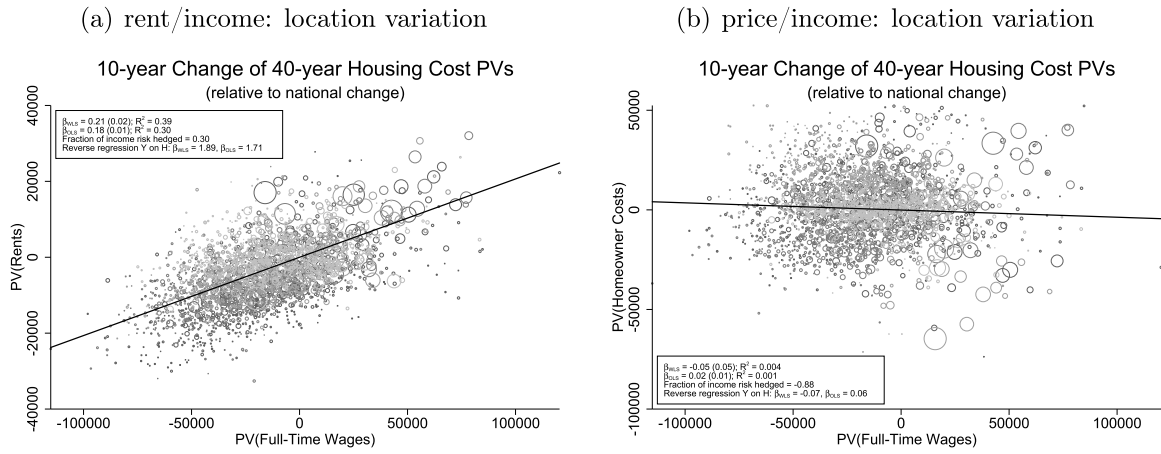 (a) rent/income: location variation
10-year Change of 40-year Housing Cost PVs
(relative to national change)
β_WLS = 0.21 (0.02); R² = 0.39
β_OLS = 0.18 (0.01); R² = 0.30
Fraction of income risk hedged = 0.30
Reverse regression Y on H: β_WLS = 1.89, β_OLS = 1.71
PV(Rents)
40000
20000
0
-20000
-40000
-100000 -50000 0 50000 100000
PV(Full-Time Wages)
(b) price/income: location variation
10-year Change of 40-year Housing Cost PVs
(relative to national change)
PV(Homeowner Costs)
500000
0
-500000
-1000000
β_WLS = -0.05 (0.05); R² = 0.004
β_OLS = 0.02 (0.01); R² = 0.001
Fraction of income risk hedged = -0.88
Reverse regression Y on H: β_WLS = -0.07, β_OLS = 0.06
-100000 -50000 0 50000 100000
PV(Full-Time Wages)